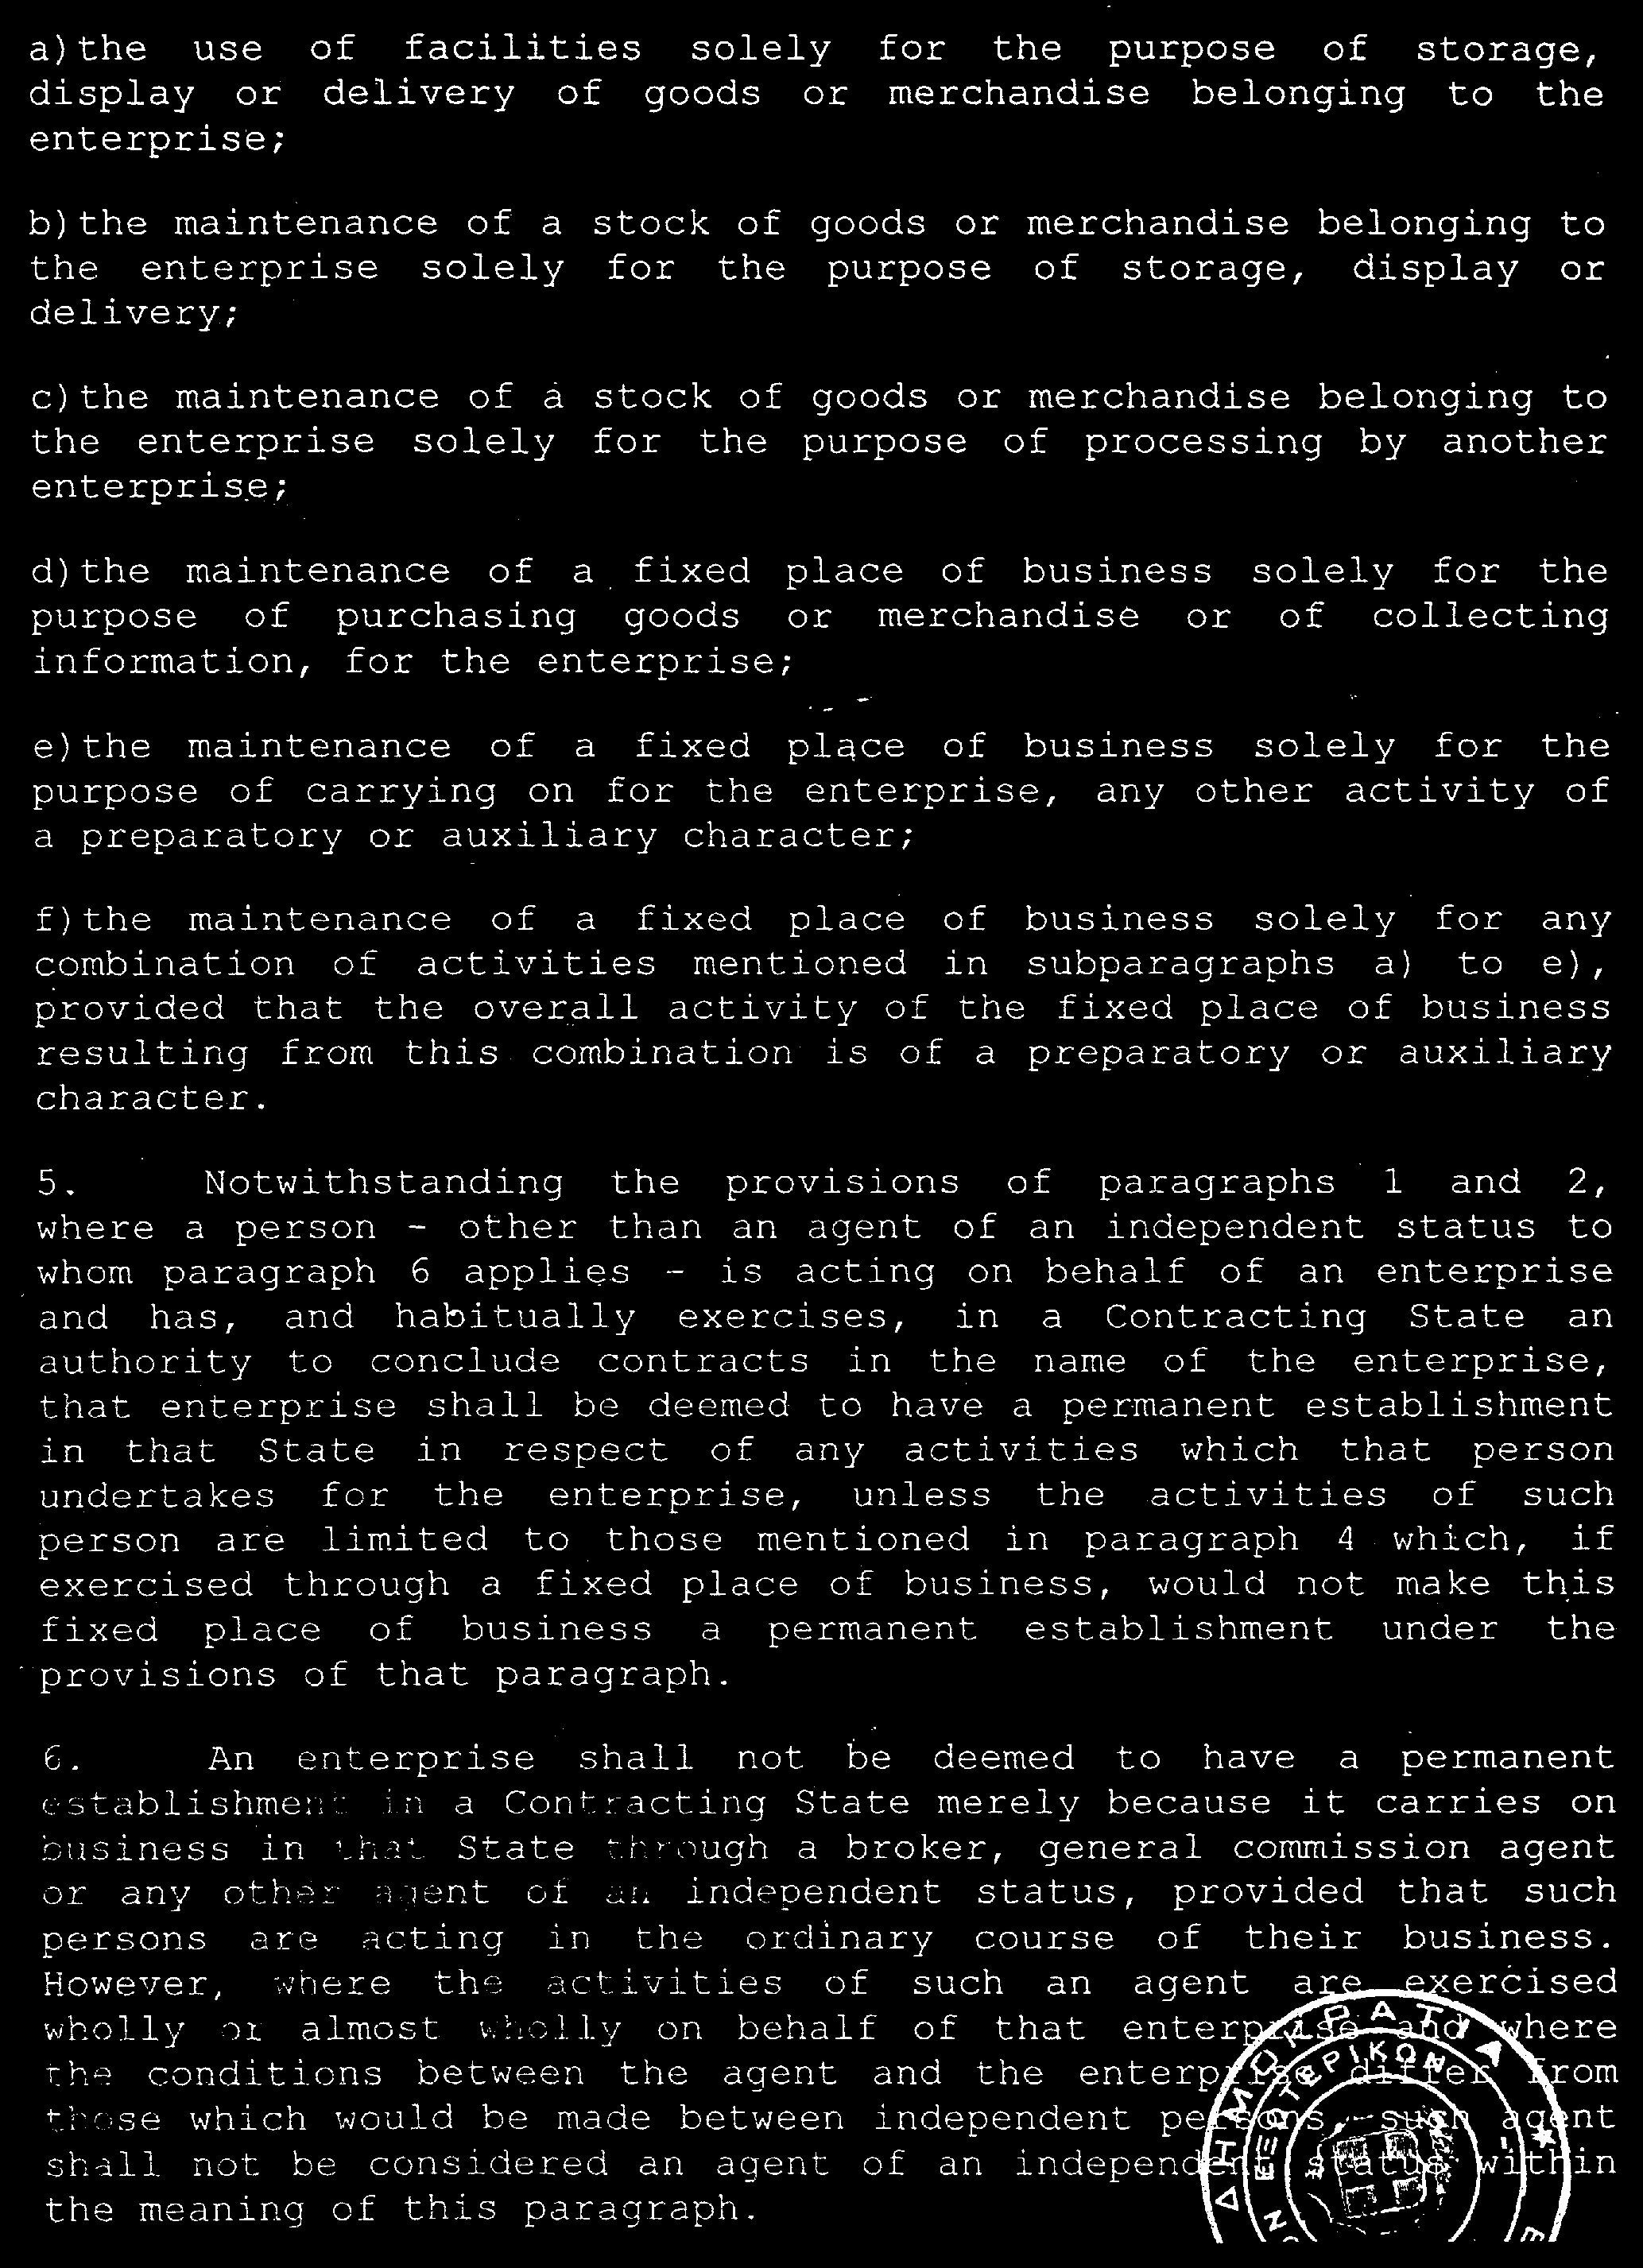 a)the use of facilities solely for the purpose of storage,
display or delivery of goods or merchandise belonging to the
enterprise;
b)the maintenance of a stock of goods or merchandise belonging to
the enterprise solely for the purpose of storage, display or
delivery;
c)the maintenance of a stock of goods or merchandise belonging to
the enterprise solely for the purpose of processing by another
enterprise;
d)the maintenance of a fixed place of business solely for the
purpose of purchasing goods or merchandise or of collecting
information, for the enterprise;
e)the maintenance of a fixed place of business solely for the
purpose of carrying on for the enterprise, any other activity of
a preparatory or auxiliary character;
f)the maintenance of a fixed place of business solely for any
combination of activities mentioned in subparagraphs a) to e),
provided that the overall activity of the fixed place of business
resulting from this combination is of a preparatory or auxiliary
character.
5. Notwithstanding the provisions of paragraphs 1 and 2,
where a person - other than an agent of an independent status to
whom paragraph 6 applies - is acting on behalf of an enterprise
and has, and habitually exercises, in a Contracting State an
authority to conclude contracts in the name of the enterprise,
that enterprise shall be deemed to have a permanent establishment
in that State in respect of any activities which that person
undertakes for the enterprise, unless the activities of such
person are limited to those mentioned in paragraph 4 which, if
exercised through a fixed place of business, would not make this
fixed place of business a permanent establishment under the
provisions of that paragraph.
6. An enterprise shall not be deemed to have a permanent
establishment in a Contracting State merely because it carries on
business in that State through a broker, general commission agent
or any other agent of an independent status, provided that such
persons are acting in the ordinary course of their business.
However, where the activities of such an agent are exercised
wholly or almost wholly on behalf of that enterprise and where
the conditions between the agent and the enterprise differ from
those which would be made between independent persons, such agent
shall not be considered an agent of an independent status within
the meaning of this paragraph.